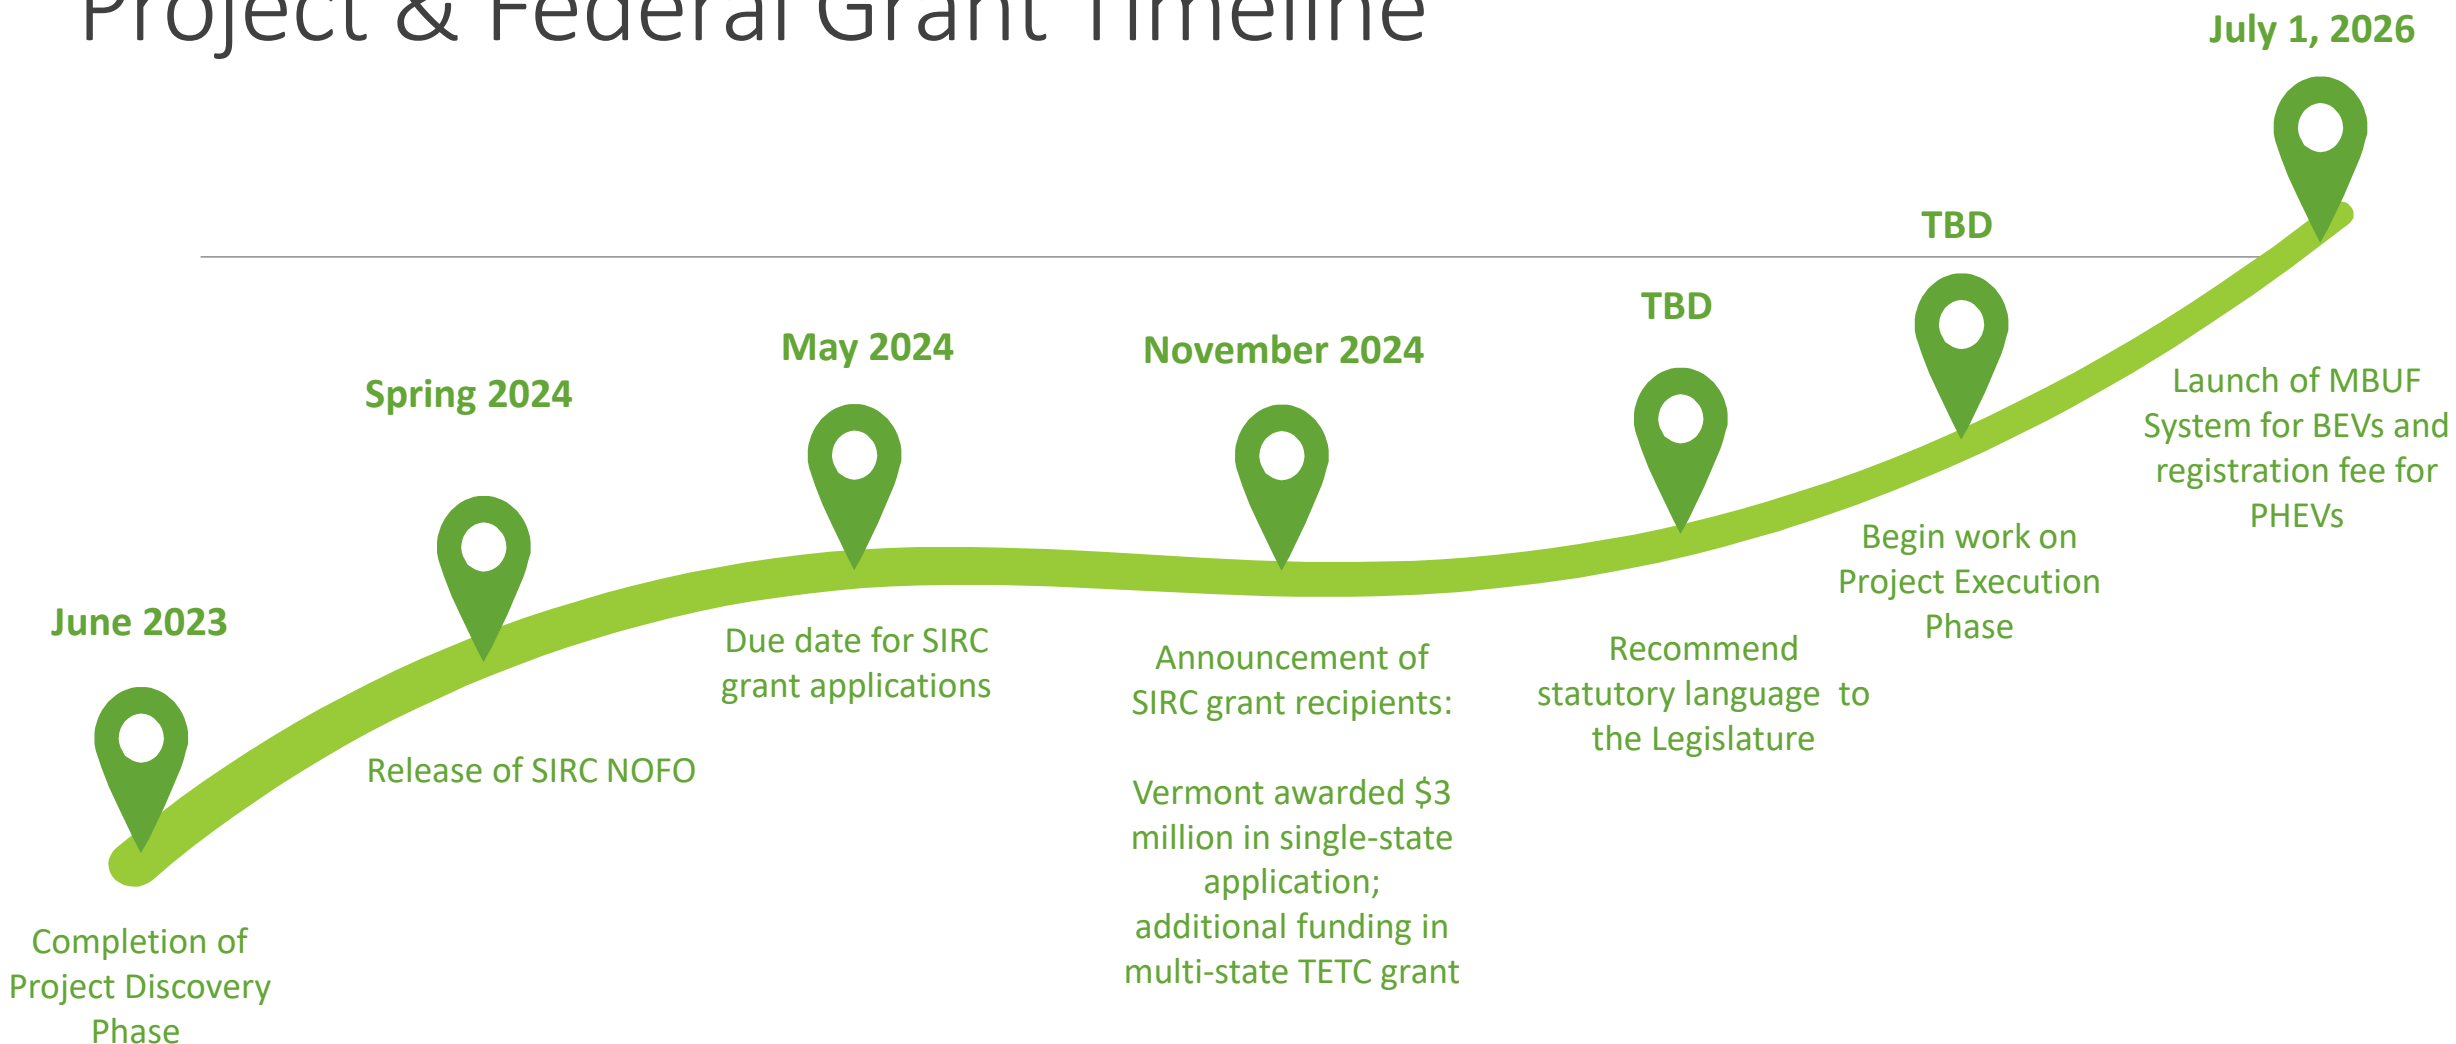 Project & Federal Grant Timeline
June 2023
Completion of
Project Discovery
Phase
Spring 2024
Release of SIRC NOFO
May 2024
Due date for SIRC
grant applications
November 2024
Announcement of
SIRC grant recipients:
Vermont awarded $3
million in single-state
application;
additional funding in
multi-state TETC grant
TBD
Recommend
statutory language  to
the Legislature
TBD
Begin work on
Project Execution
Phase
July 1, 2026
Launch of MBUF
System for BEVs and
registration fee for
PHEVs